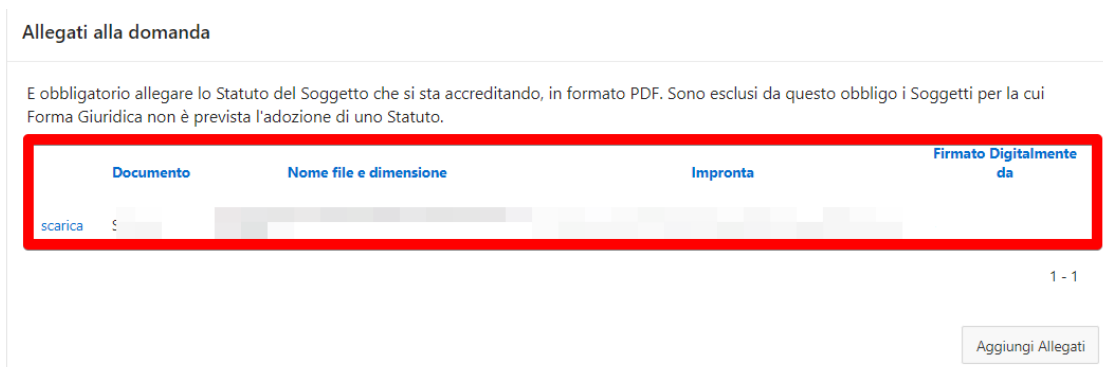 Allegati alla domanda
E obbligatorio allegare lo Statuto del Soggetto che si sta accreditando, in formato PDF. Sono esclusi da questo obbligo i Soggetti per la cui
Forma Giuridica non è prevista l'adozione di uno Statuto.
Documento Nome file e dimensione Impronta Firmato Digitalmente da
scarica
1 - 1
Aggiungi Allegati